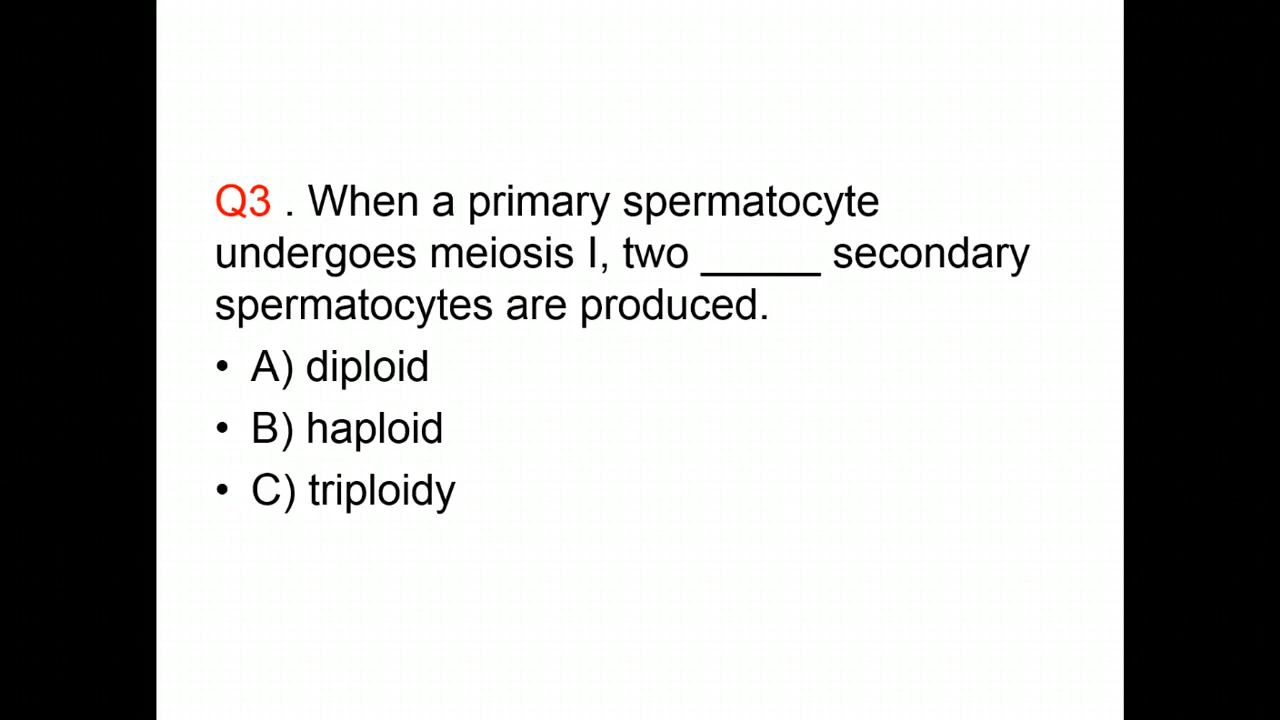 Q3 . When a primary spermatocyte
undergoes meiosis I, two _____ secondary
spermatocytes are produced.
• A) diploid
• B) haploid
• C) triploidy